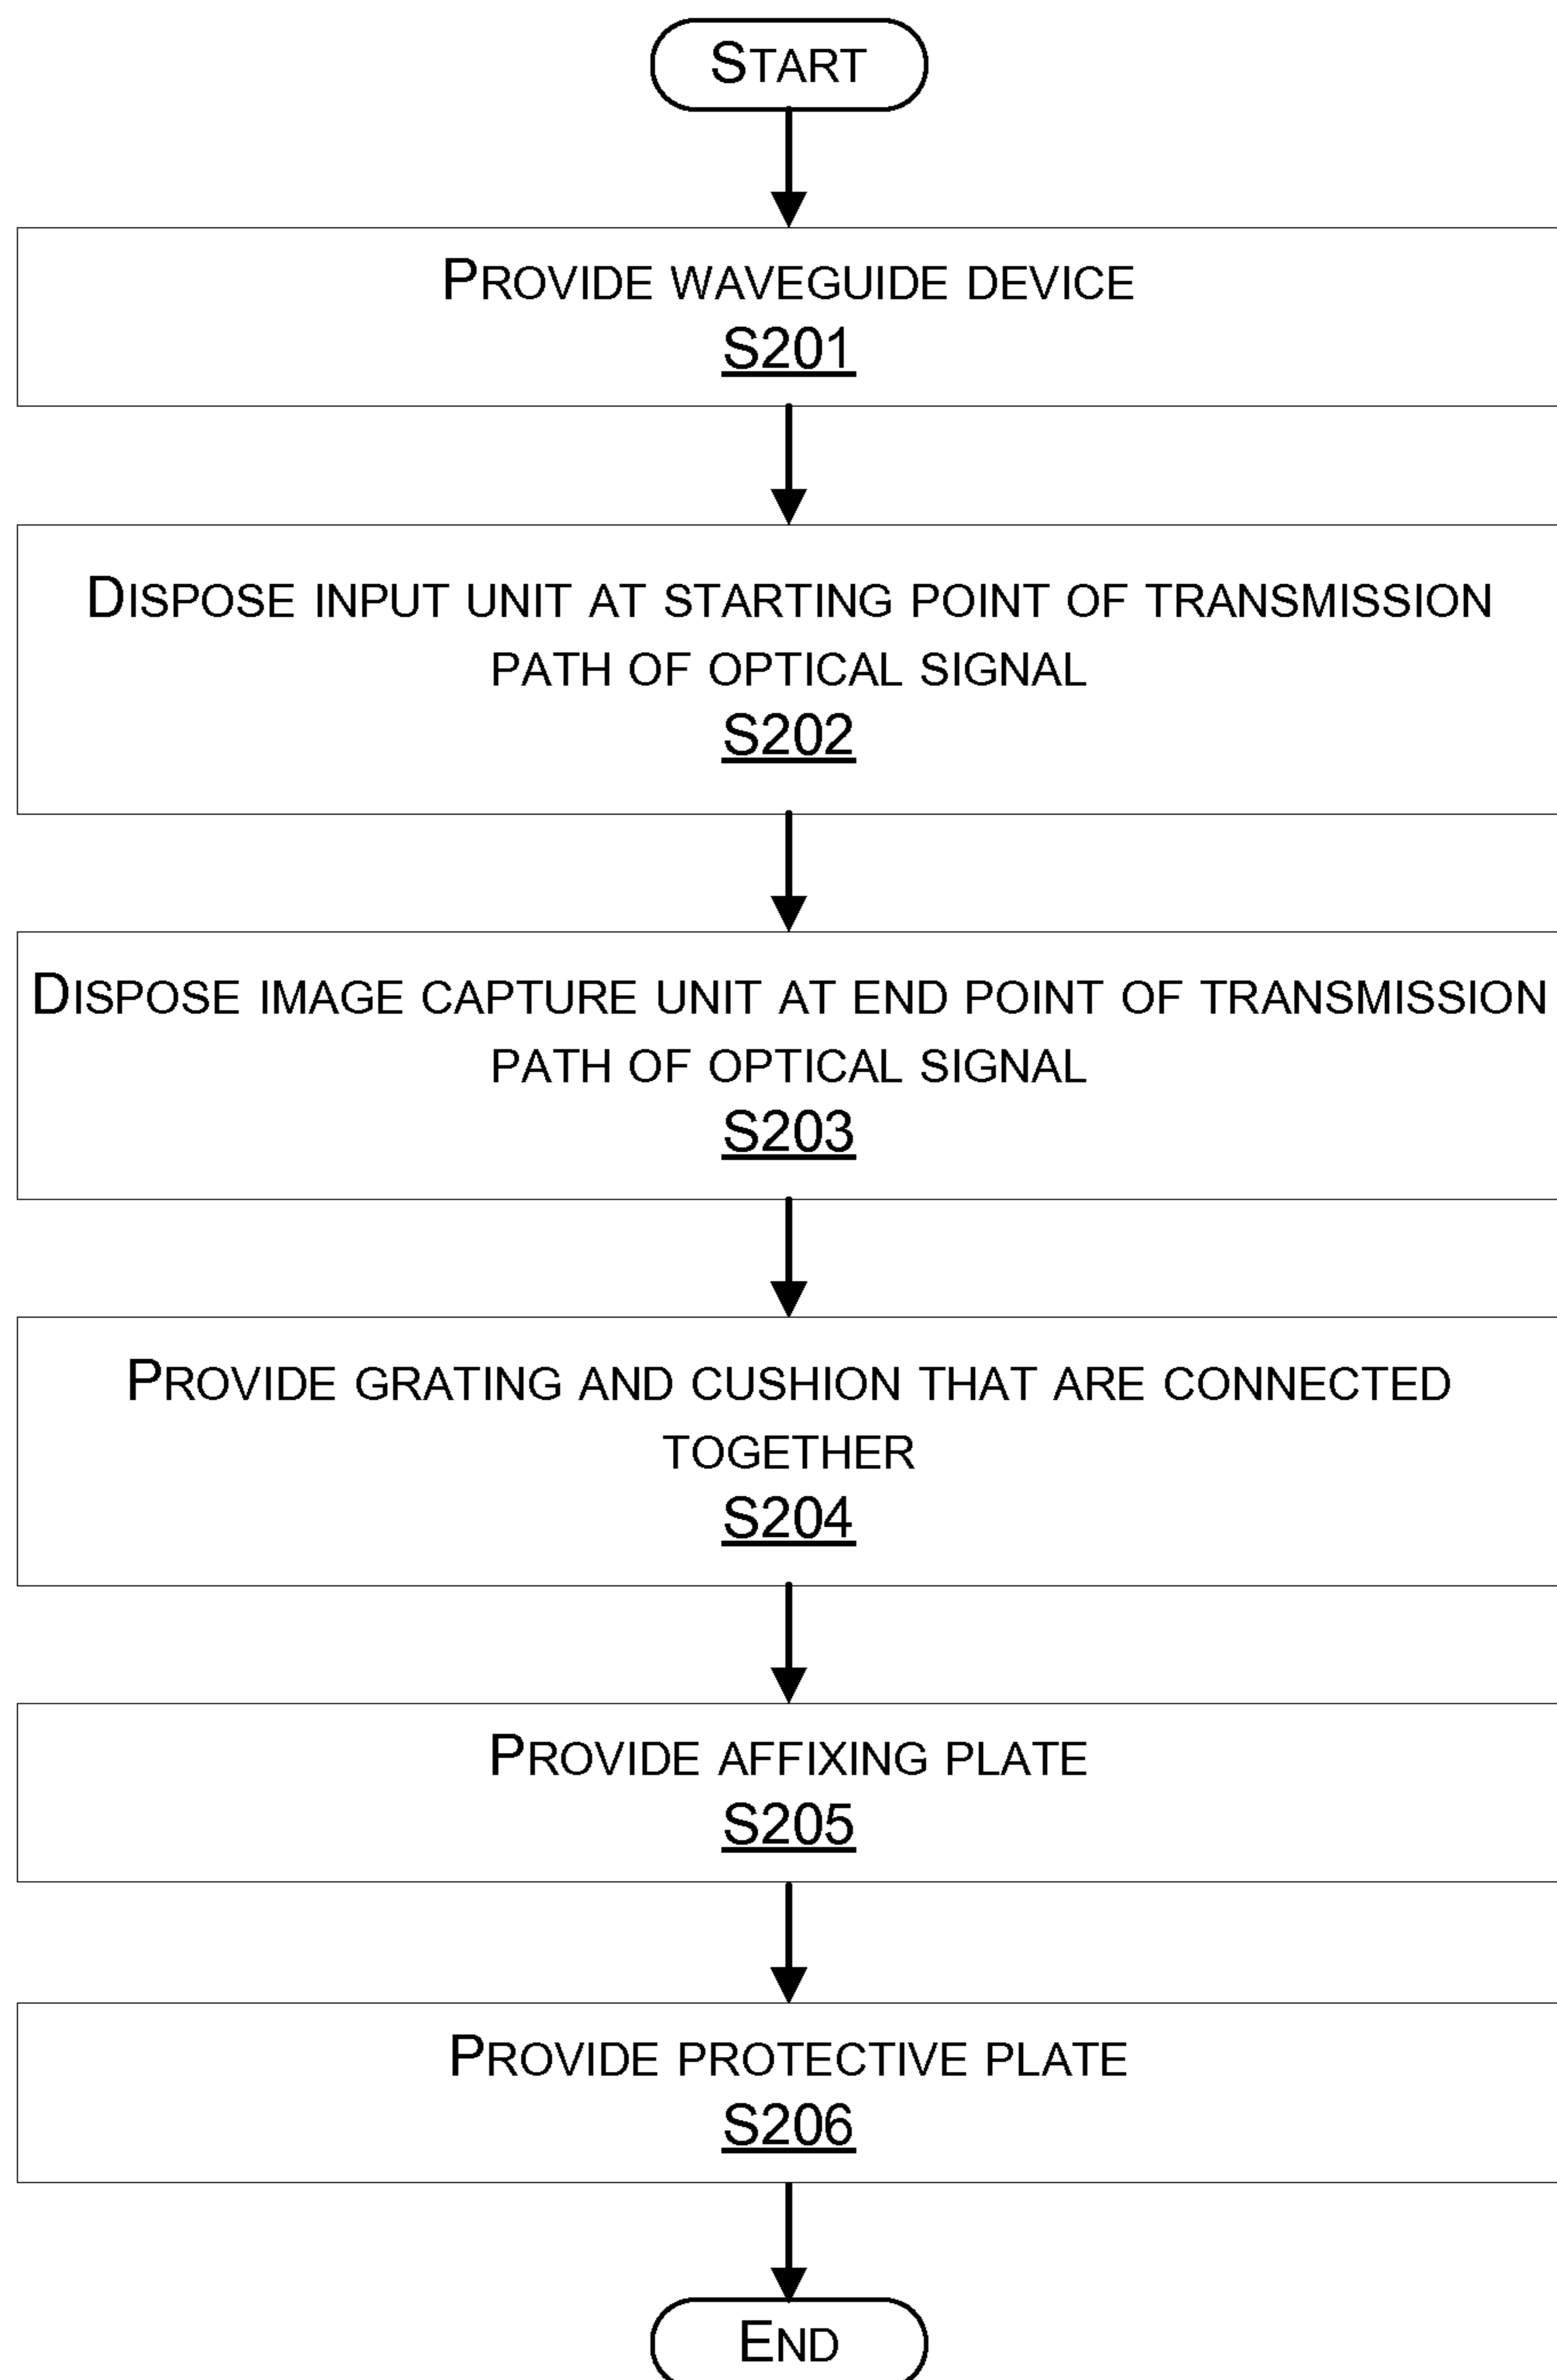 START
PROVIDE WAVEGUIDE DEVICE
S201
DISPOSE INPUT UNIT AT STARTING POINT OF TRANSMISSION
PATH OF OPTICAL SIGNAL
S202
DISPOSE IMAGE CAPTURE UNIT AT END POINT OF TRANSMISSION
PATH OF OPTICAL SIGNAL
S203
PROVIDE GRATING AND CUSHION THAT ARE CONNECTED
TOGETHER
S204
PROVIDE AFFIXING PLATE
S205
PROVIDE PROTECTIVE PLATE
S206
END